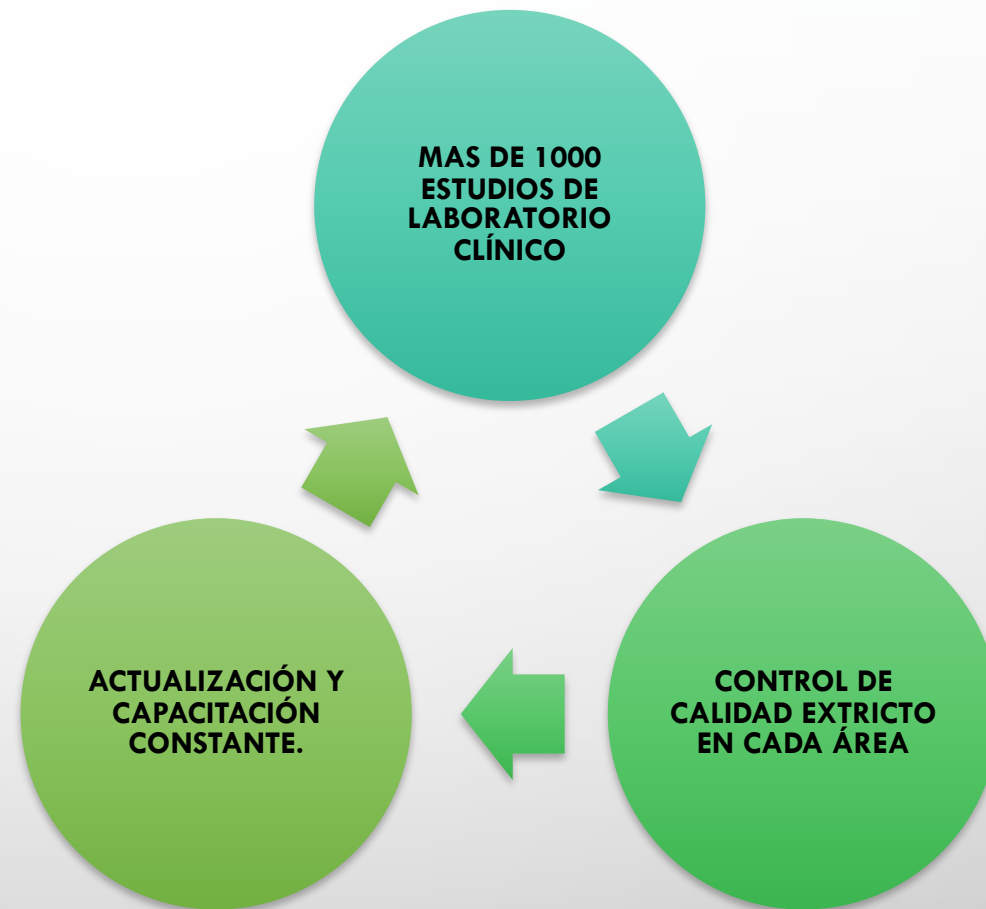 MAS DE 1000
ESTUDIOS DE
LABORATORIO
CLÍNICO
ACTUALIZACIÓN Y
CAPACITACIÓN
CONSTANTE.
CONTROL DE
CALIDAD EXTRICTO
EN CADA ÁREA